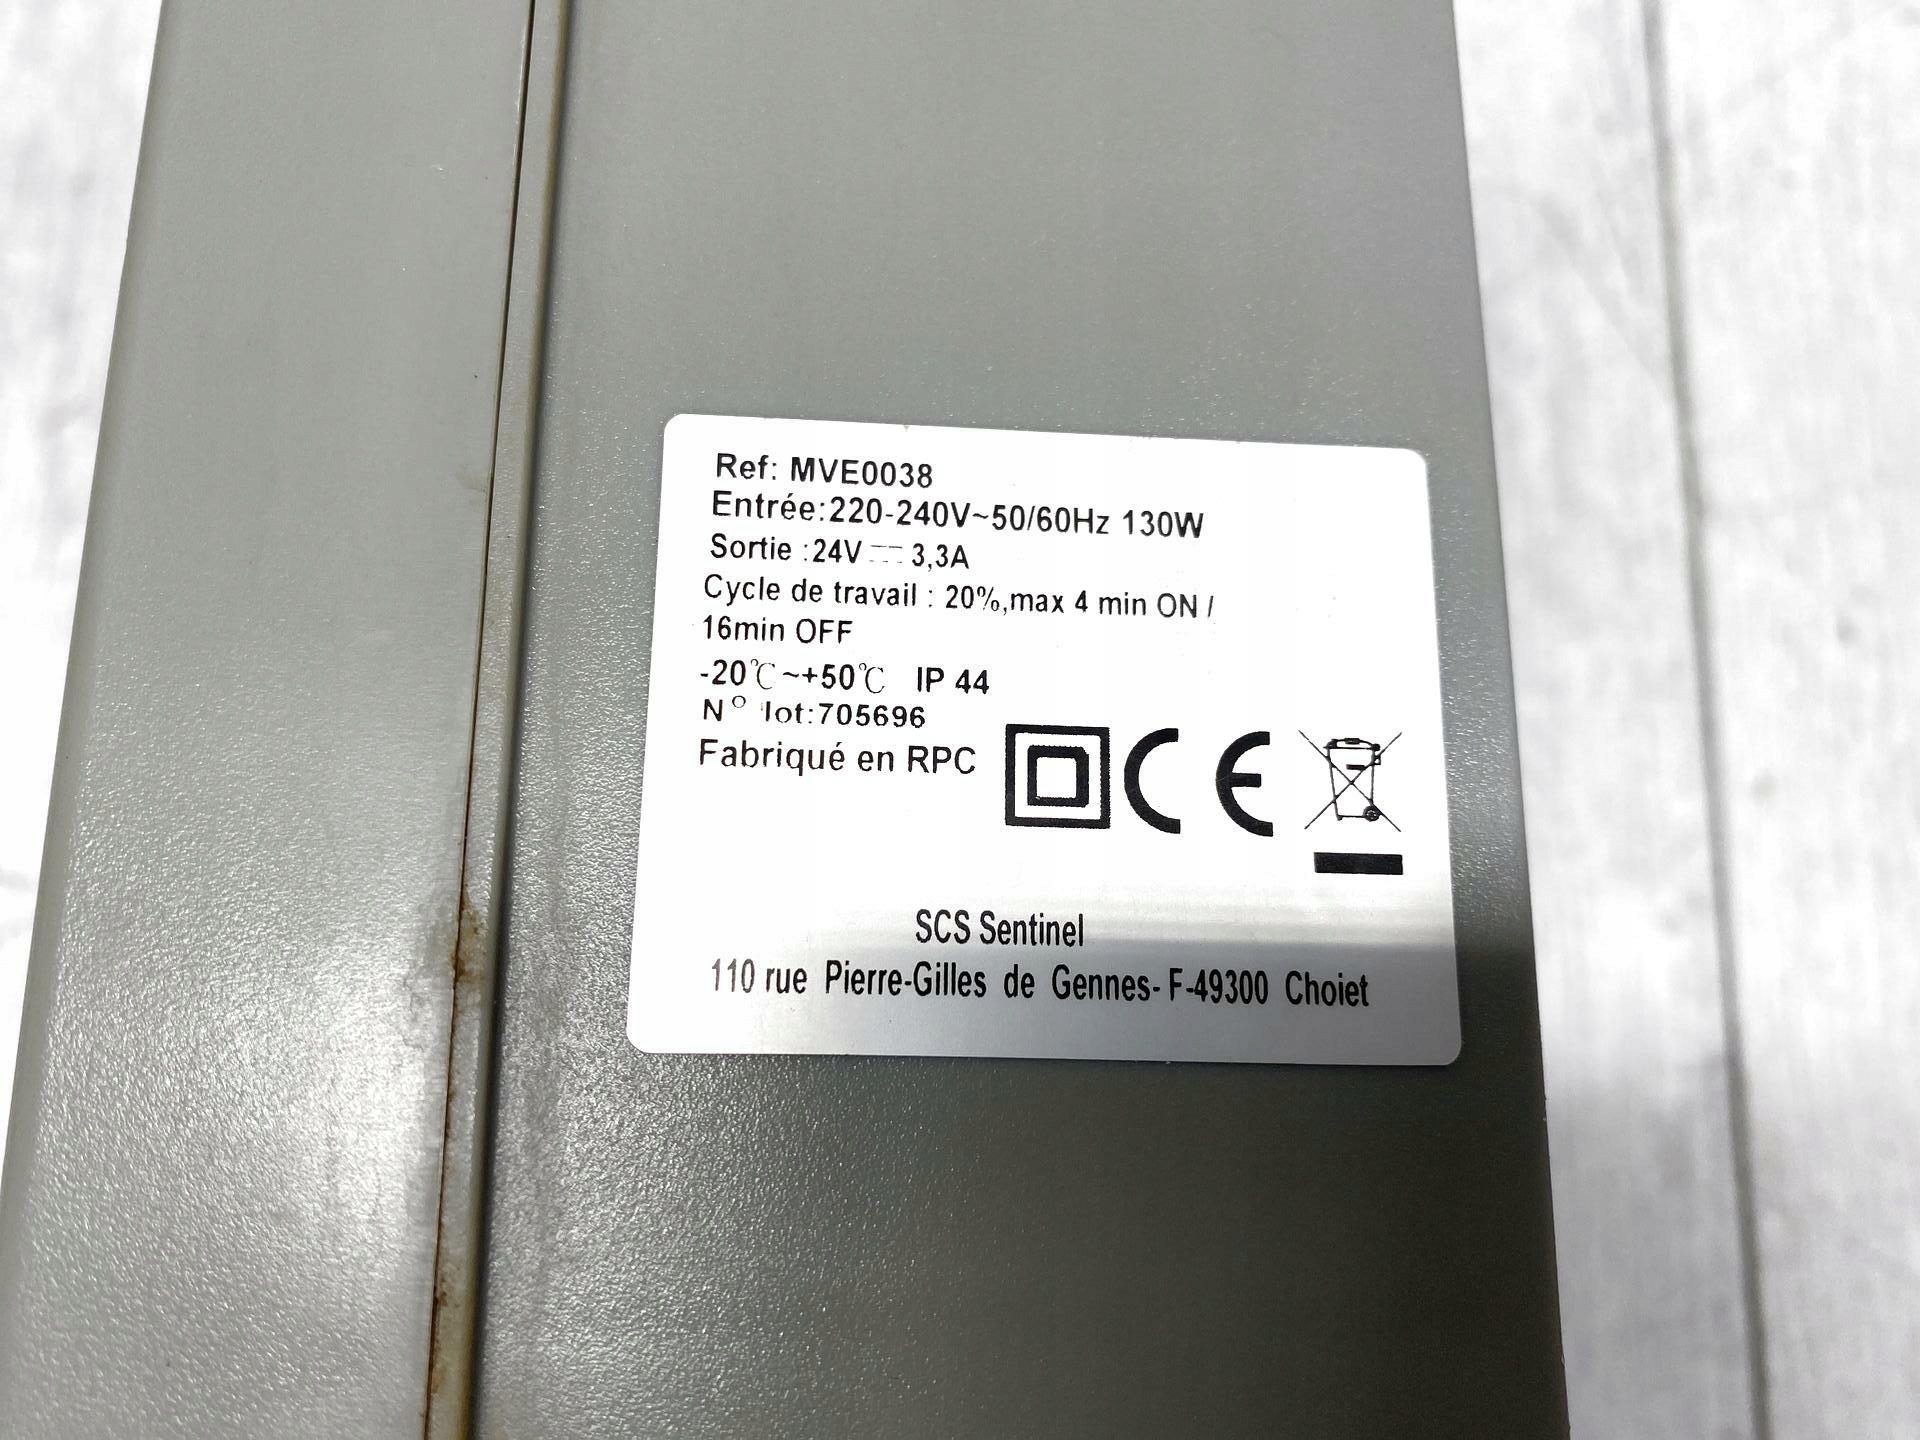 Ref: MVE0038
Entrée:220-240V~50/60Hz 130W
Sortie :24V ⎓ 3,3A
Cycle de travail : 20%,max 4 min ON /
16min OFF
-20℃~+50℃ IP 44
N° lot:705696
Fabriqué en RPC
CE
SCS Sentinel
110 rue Pierre-Gilles de Gennes- F-49300 Choiet